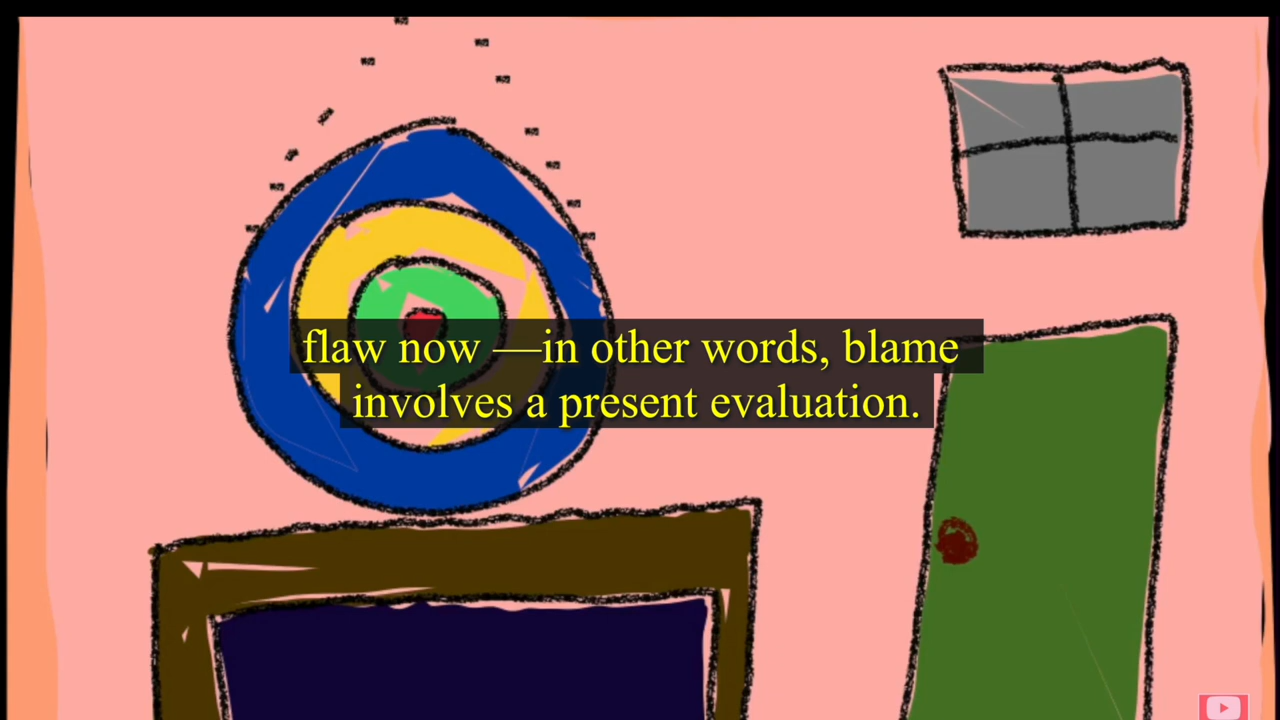 flaw now —in other words, blame
involves a present evaluation.